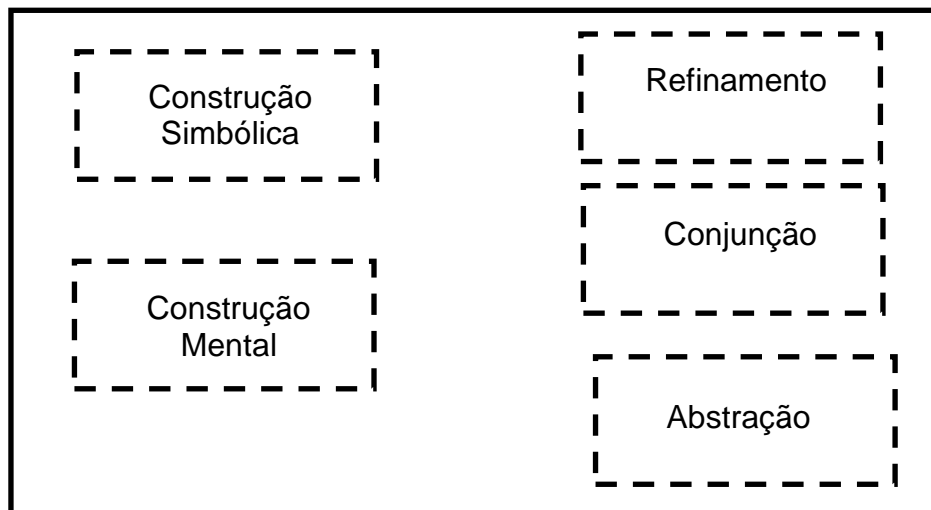 Construção
Simbólica
Construção
Mental
Refinamento
Conjunção
Abstração